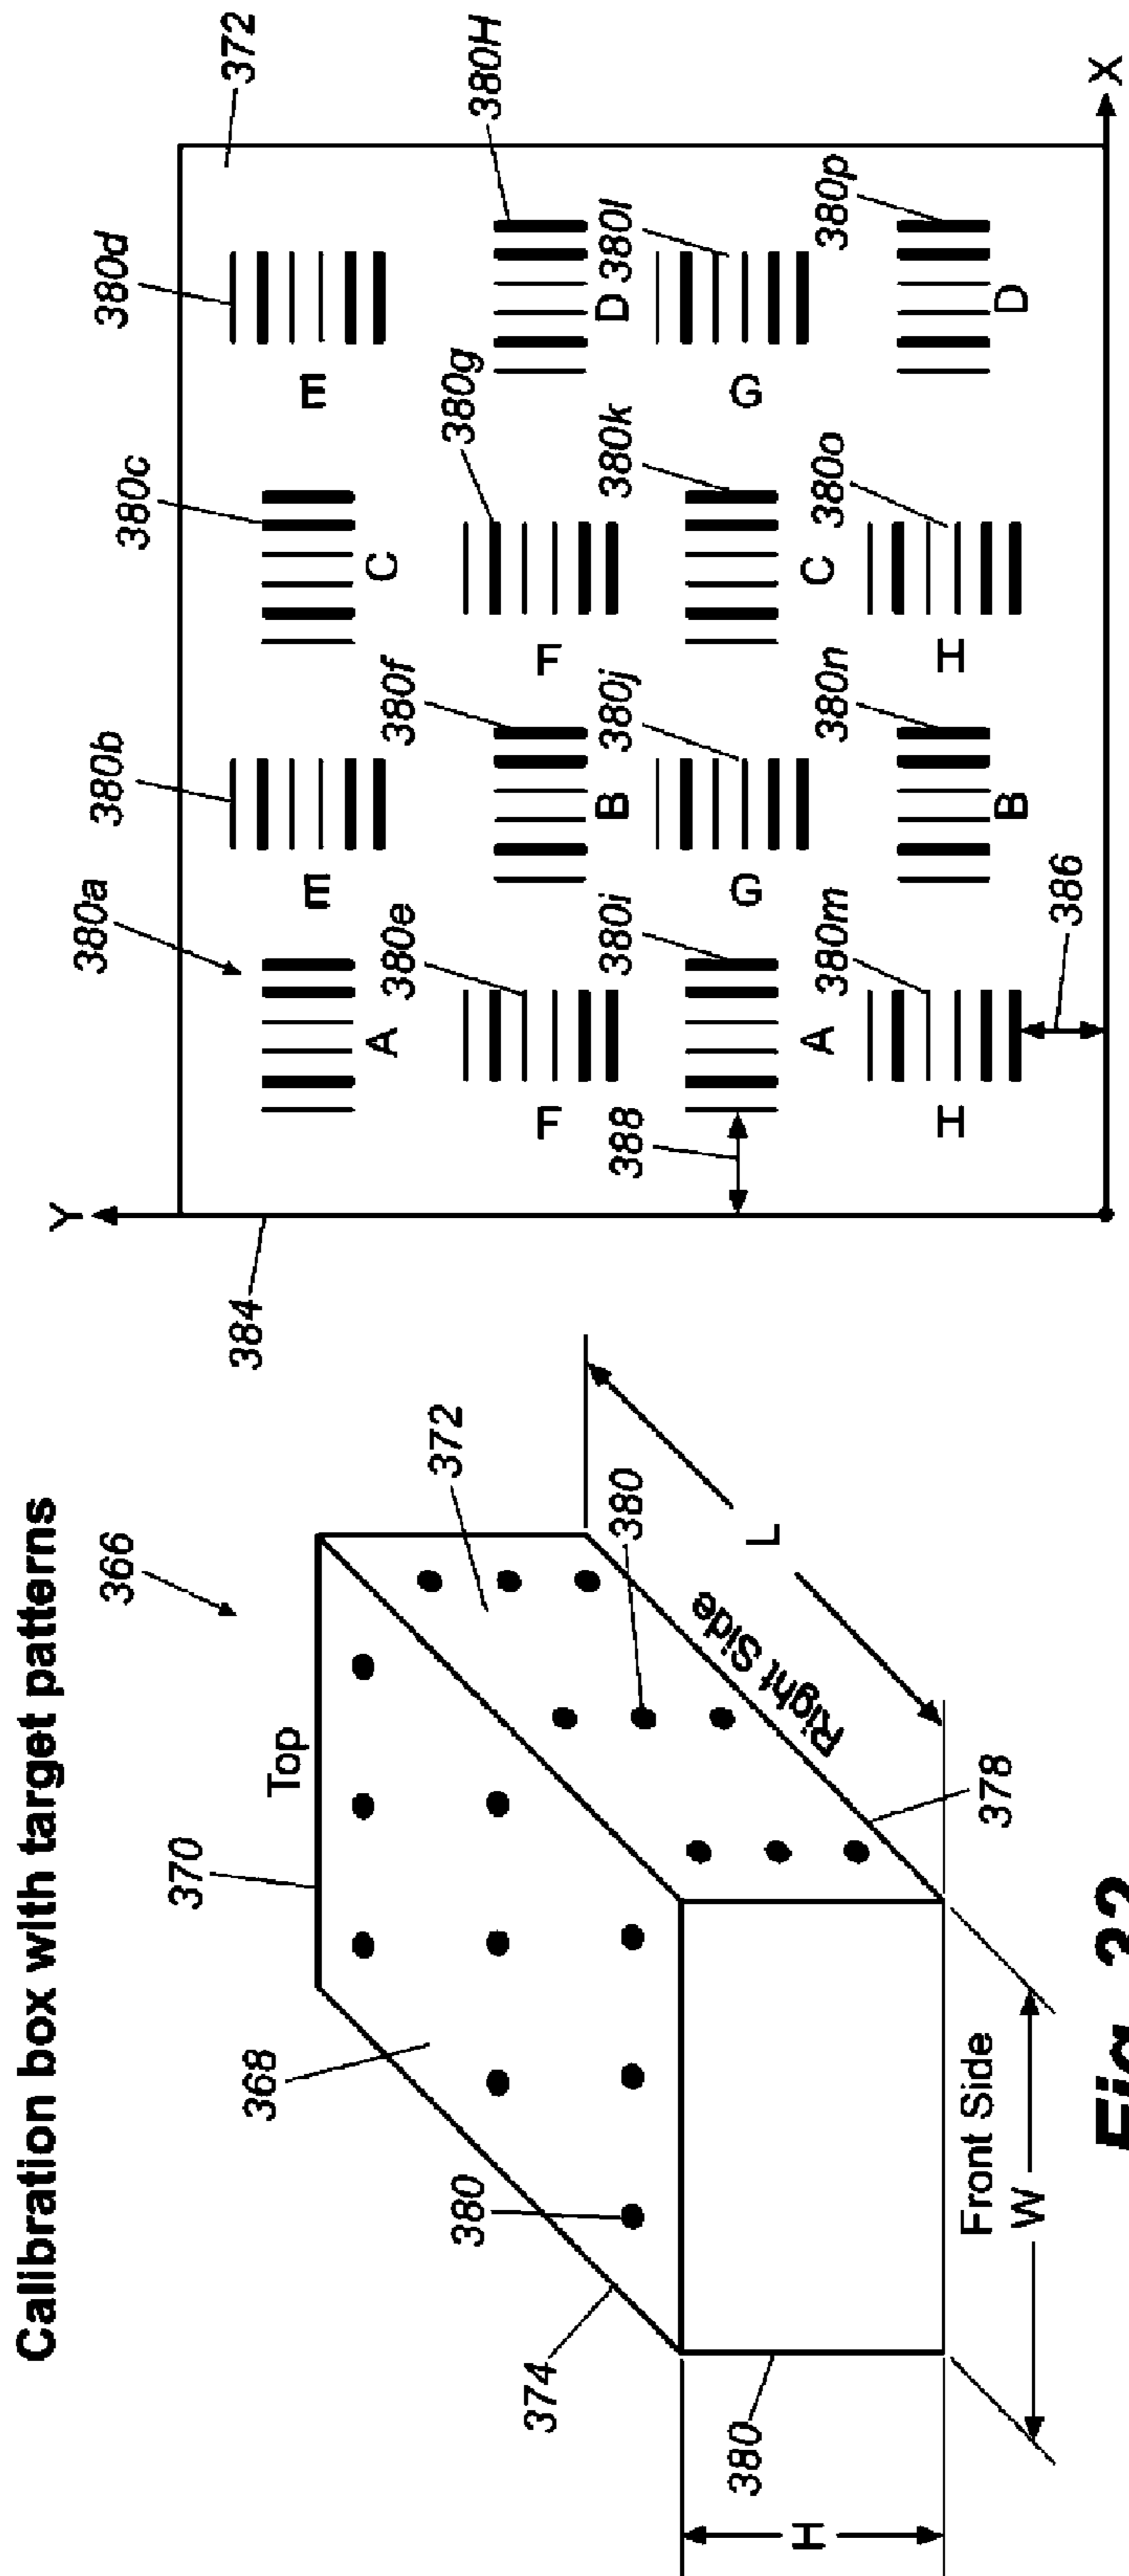 Calibration box with target patterns
366
370
Top
368
372
380
374
380
380
Right Side
L
H
378
Front Side
W
Y
384
372
380a
380b
380c
380d
A
E
C
E
380e
380f
380g
380H
F
B
F
D
380i
380j
380k
380l
388
A
G
C
G
380m
380n
380o
380p
H
B
H
D
386
X